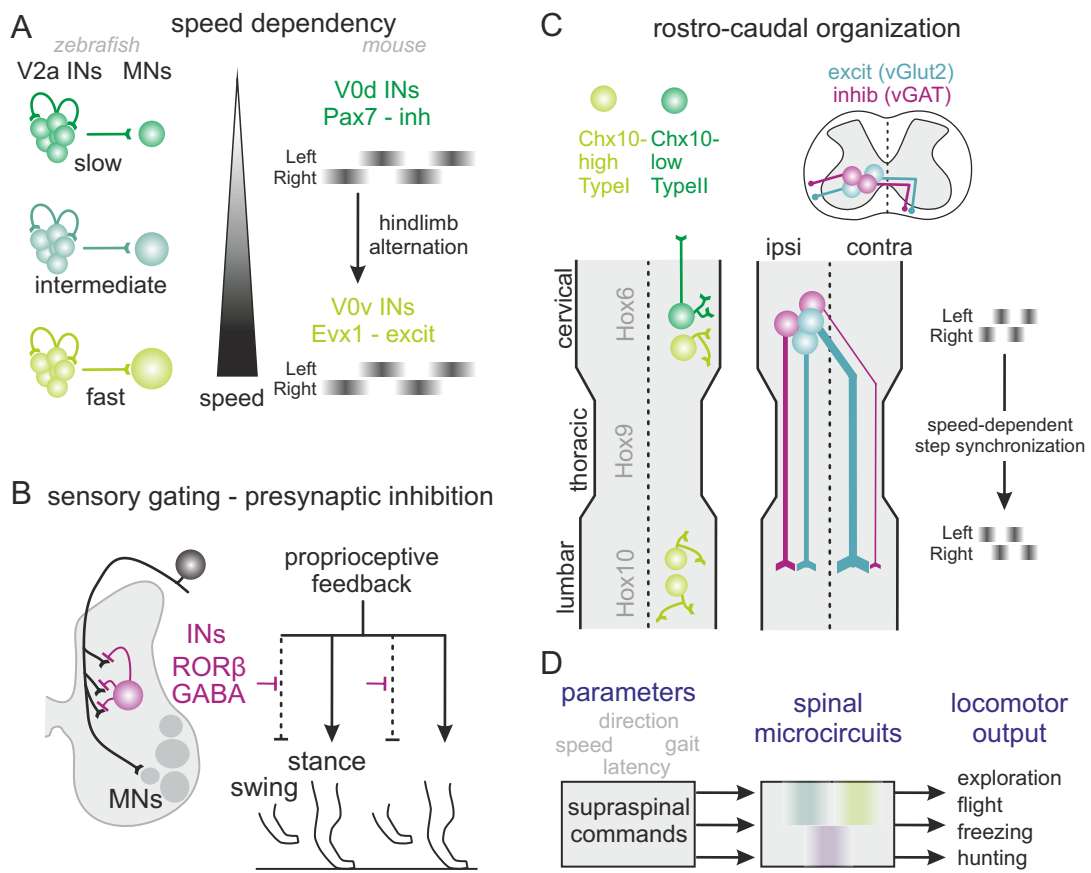 A
speed dependency
zebrafish
mouse
V2a INs
MNs
slow
intermediate
fast
speed
V0d INs
Pax7 - inh
Left
Right
hindlimb
alternation
V0v INs
Evx1 - excit
Left
Right
B
sensory gating - presynaptic inhibition
proprioceptive
feedback
INs
RORβ
GABA
MNs
stance
swing
C
rostro-caudal organization
excit (vGlut2)
inhib (vGAT)
Chx10-
high
TypeI
Chx10-
low
TypeII
ipsi
contra
cervical
thoracic
lumbar
Hox6
Hox9
Hox10
Left
Right
speed-dependent
step synchronization
Left
Right
D
parameters
direction
speed
gait
latency
supraspinal
commands
spinal
microcircuits
locomotor
output
exploration
flight
freezing
hunting